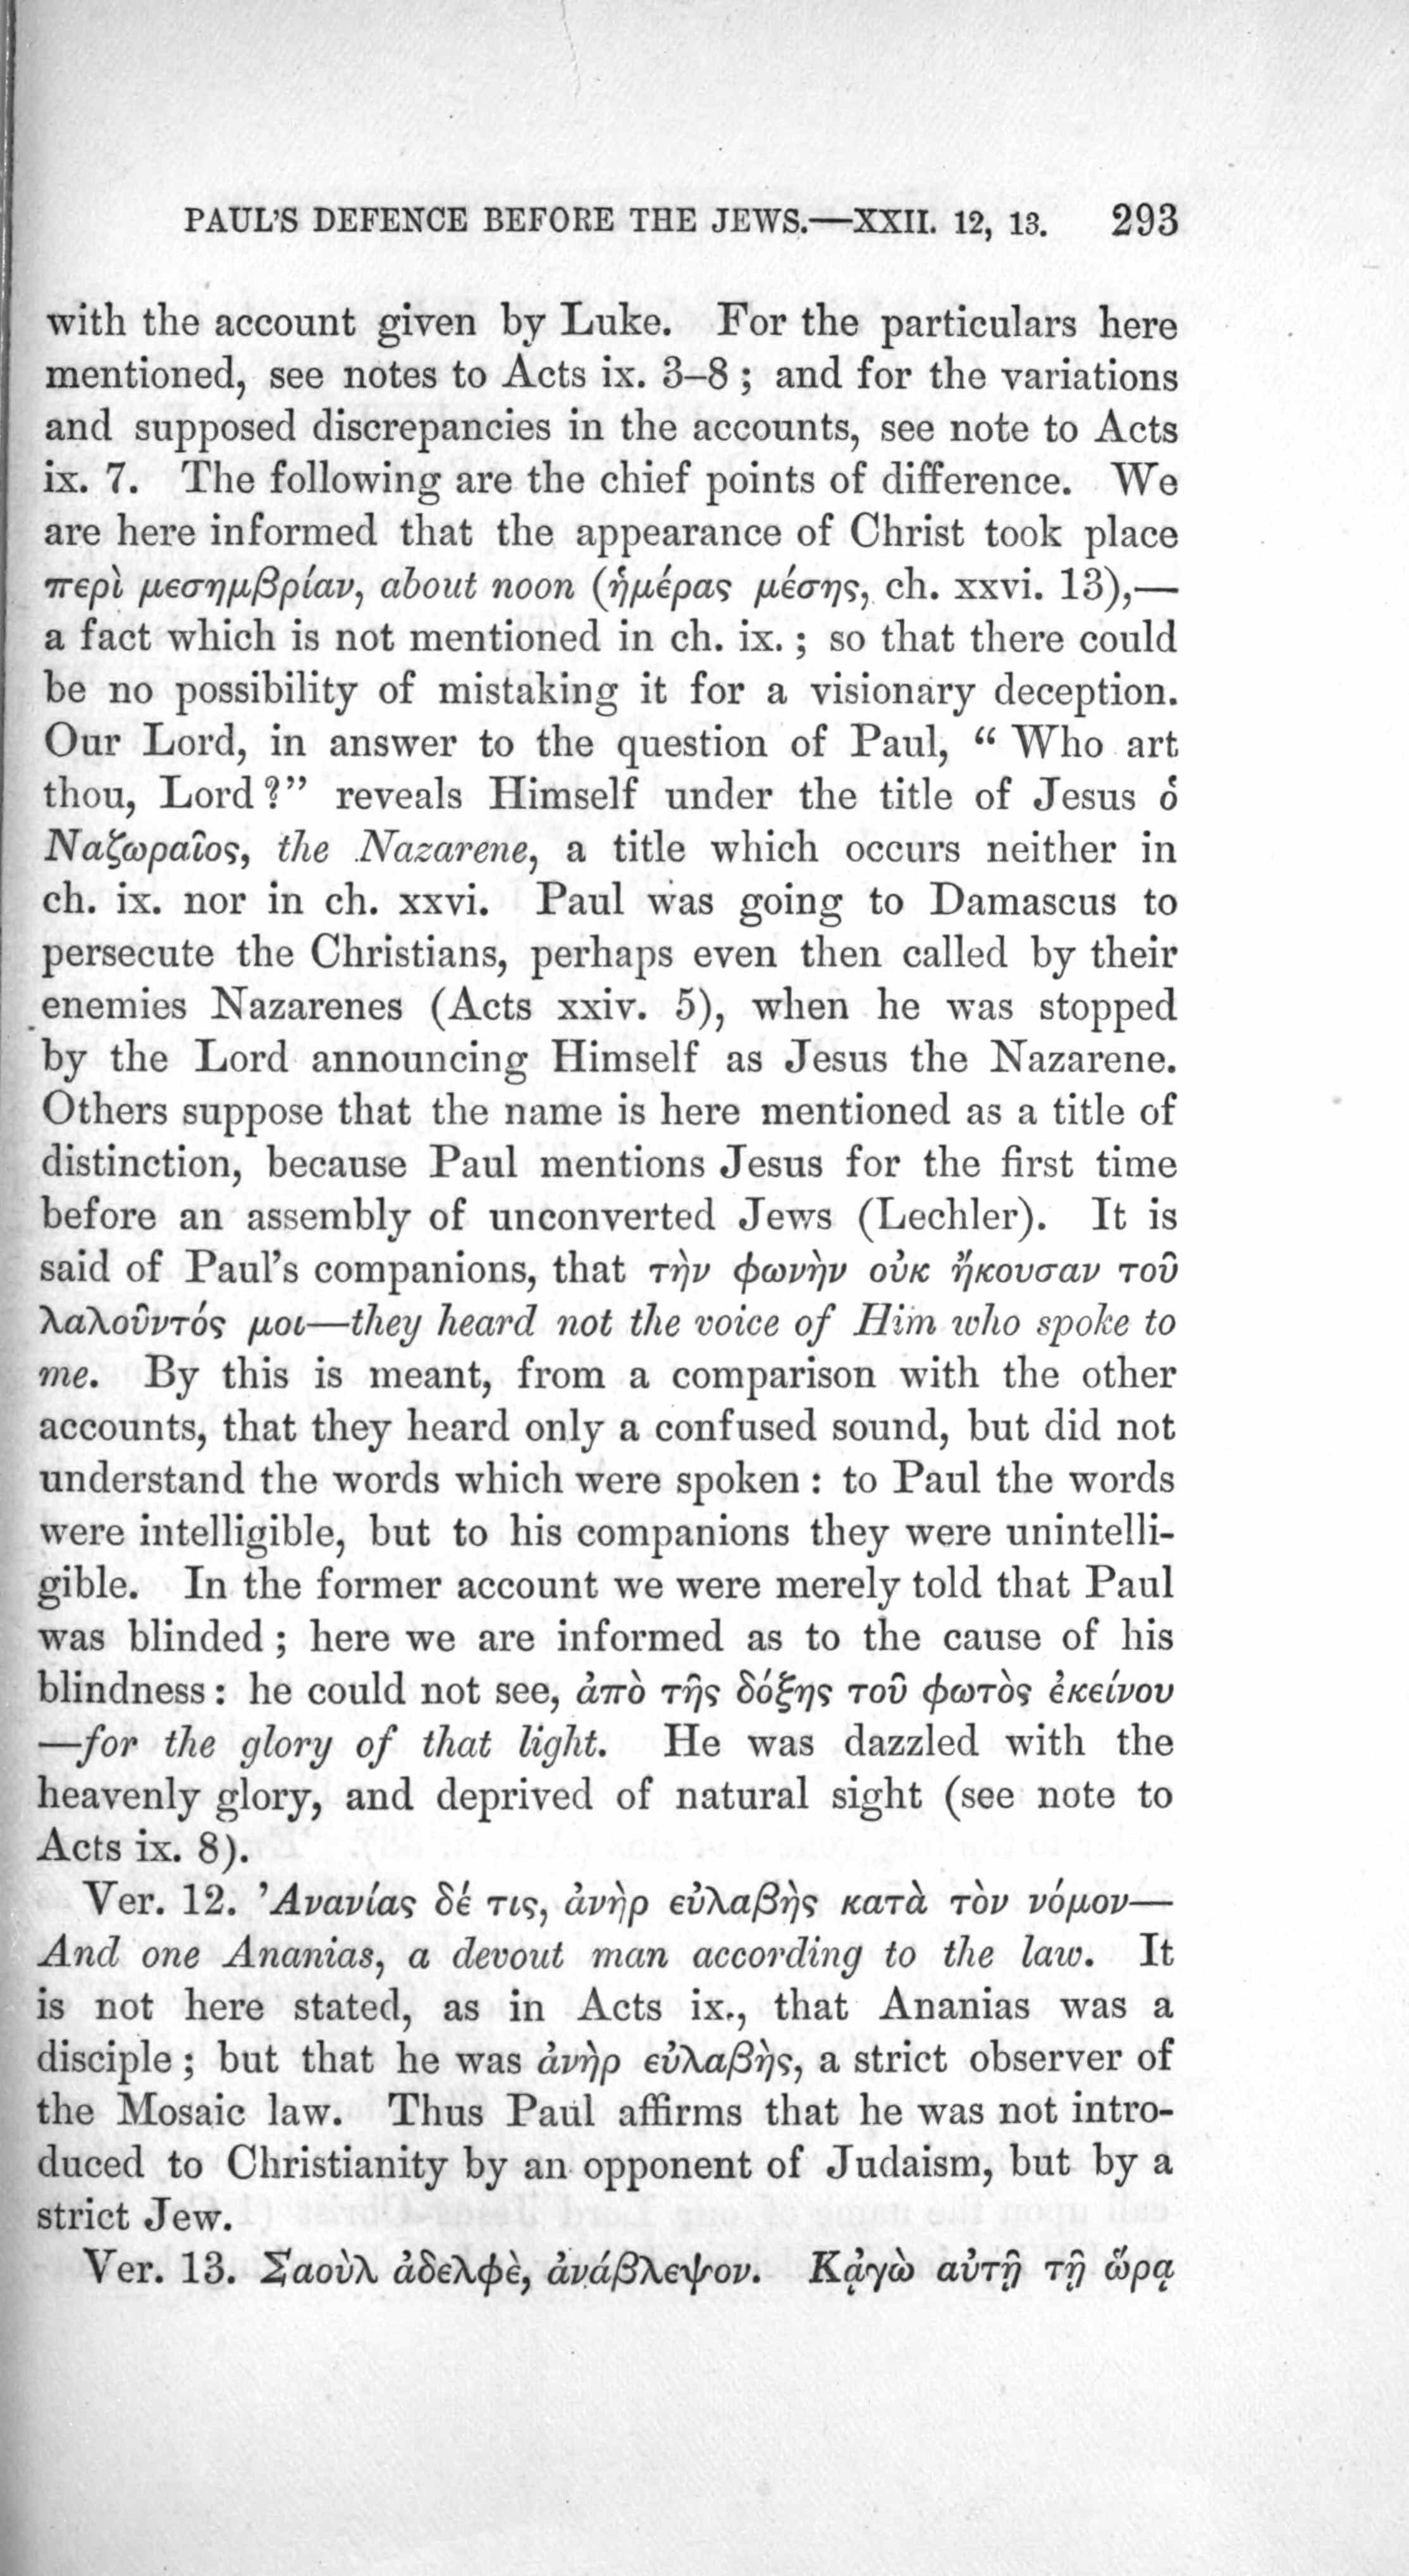 PAUL'S DEFENCE BEFORE THE JEWS.—XXII. 12, 13. 293
with the account given by Luke. For the particulars here
mentioned, see notes to Acts ix. 3–8 ; and for the variations
and supposed discrepancies in the accounts, see note to Acts
ix. 7. The following are the chief points of difference. We
are here informed that the appearance of Christ took place
περὶ μεσημβρίαν, about noon (ἡμέρας μέσης, ch. xxvi. 13),—
a fact which is not mentioned in ch. ix. ; so that there could
be no possibility of mistaking it for a visionary deception.
Our Lord, in answer to the question of Paul, “ Who art
thou, Lord ?” reveals Himself under the title of Jesus ὁ
Ναζωραῖος, the Nazarene, a title which occurs neither in
ch. ix. nor in ch. xxvi. Paul was going to Damascus to
persecute the Christians, perhaps even then called by their
enemies Nazarenes (Acts xxiv. 5), when he was stopped
by the Lord announcing Himself as Jesus the Nazarene.
Others suppose that the name is here mentioned as a title of
distinction, because Paul mentions Jesus for the first time
before an assembly of unconverted Jews (Lechler). It is
said of Paul's companions, that τὴν φωνὴν οὐκ ἤκουσαν τοῦ
λαλοῦντός μοι—they heard not the voice of Him who spoke to
me. By this is meant, from a comparison with the other
accounts, that they heard only a confused sound, but did not
understand the words which were spoken : to Paul the words
were intelligible, but to his companions they were unintelli-
gible. In the former account we were merely told that Paul
was blinded ; here we are informed as to the cause of his
blindness : he could not see, ἀπὸ τῆς δόξης τοῦ φωτὸς ἐκείνου
—for the glory of that light. He was dazzled with the
heavenly glory, and deprived of natural sight (see note to
Acts ix. 8).
Ver. 12. Ἀνανίας δέ τις, ἀνὴρ εὐλαβὴς κατὰ τὸν νόμον—
And one Ananias, a devout man according to the law. It
is not here stated, as in Acts ix., that Ananias was a
disciple ; but that he was ἀνὴρ εὐλαβὴς, a strict observer of
the Mosaic law. Thus Paul affirms that he was not intro-
duced to Christianity by an opponent of Judaism, but by a
strict Jew.
Ver. 13. Σαοὺλ ἀδελφὲ, ἀνάβλεψον. Κᾀγὼ αὐτῇ τῇ ὥρᾳ